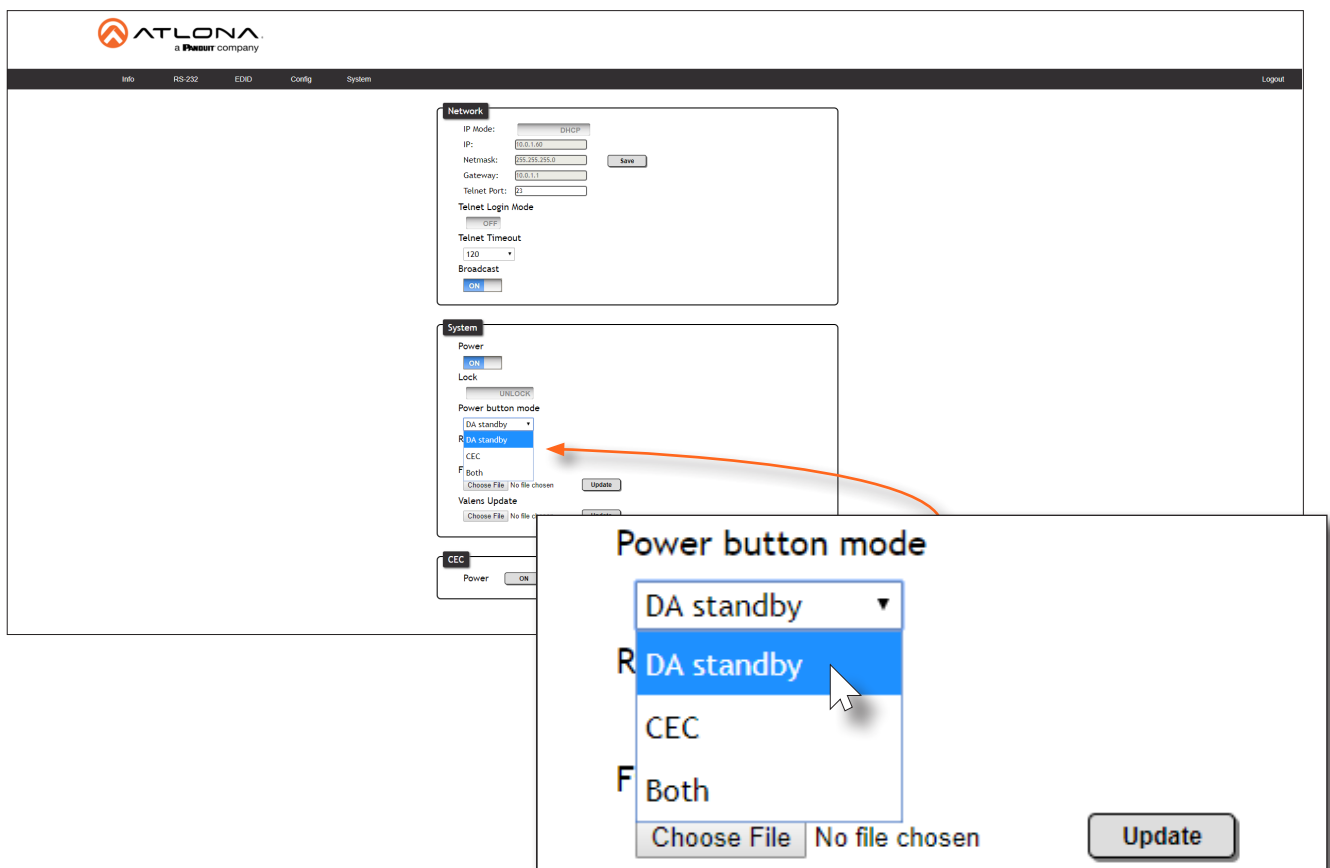 ATLONA
a PANDUIT company
Info RS-232 EDID Config System Logout
Network
IP Mode: DHCP
IP: 10.0.1.60
Netmask: 255.255.255.0 Save
Gateway: 10.0.1.1
Telnet Port: 23
Telnet Login Mode
OFF
Telnet Timeout
120
Broadcast
ON
System
Power
ON
Lock
UNLOCK
Power button mode
DA standby
R DA standby
CEC
F Both
Choose File No file chosen Update
Valens Update
Choose File No file
CEC
Power ON
Power button mode
DA standby
R DA standby
CEC
F Both
Choose File No file chosen Update